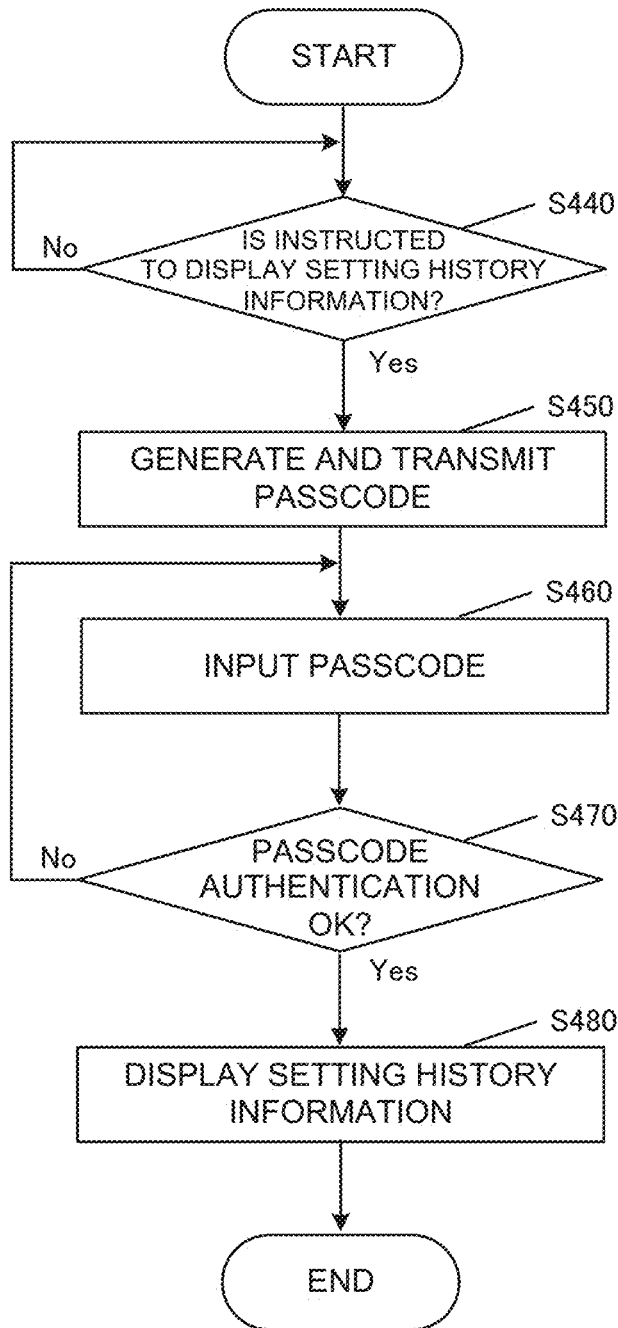 START
S440
No
IS INSTRUCTED
TO DISPLAY SETTING HISTORY
INFORMATION?
Yes
S450
GENERATE AND TRANSMIT
PASSCODE
S460
INPUT PASSCODE
S470
No
PASSCODE
AUTHENTICATION
OK?
Yes
S480
DISPLAY SETTING HISTORY
INFORMATION
END